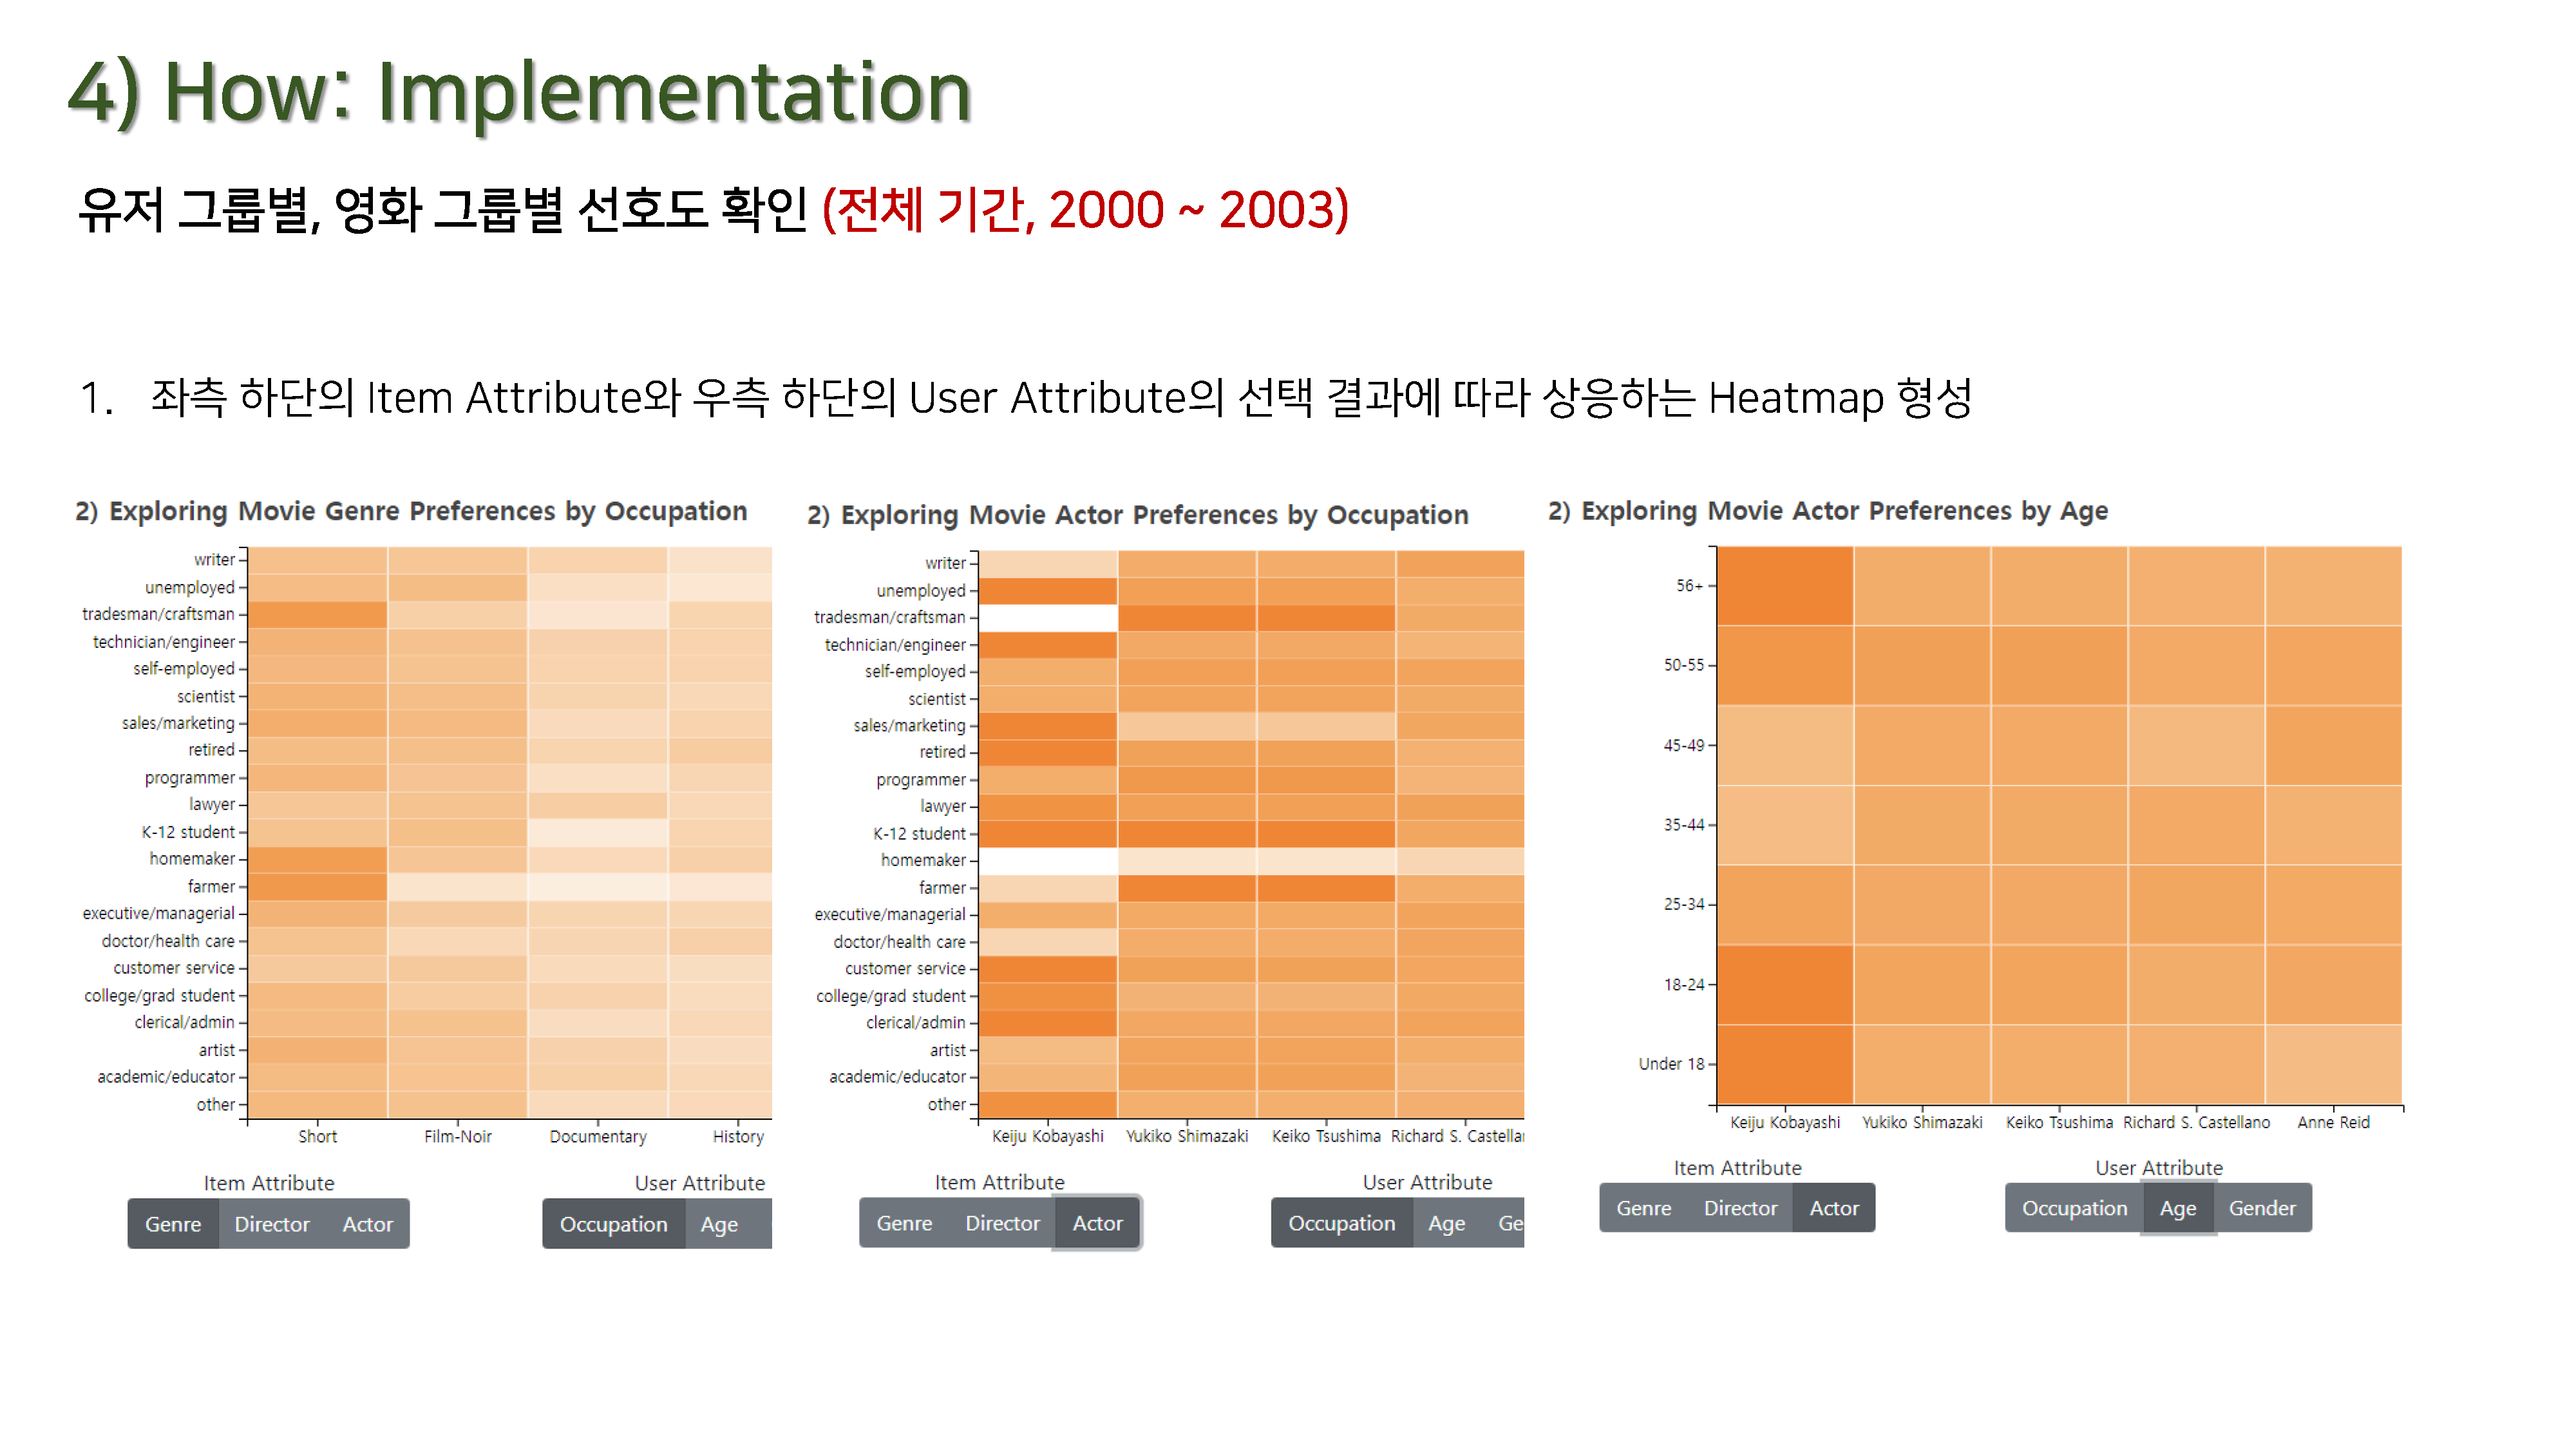 4) How: Implementation
유저 그룹별, 영화 그룹별 선호도 확인 (전체 기간, 2000 ~ 2003)
1. 좌측 하단의 Item Attribute와 우측 하단의 User Attribute의 선택 결과에 따라 상응하는 Heatmap 형성
2) Exploring Movie Genre Preferences by Occupation
writer
unemployed
tradesman/craftsman
technician/engineer
self-employed
scientist
sales/marketing
retired
programmer
lawyer
K-12 student
homemaker
farmer
executive/managerial
doctor/health care
customer service
college/grad student
clerical/admin
artist
academic/educator
other
Short Film-Noir Documentary History
Item Attribute User Attribute
Genre Director Actor Occupation Age
2) Exploring Movie Actor Preferences by Occupation
writer
unemployed
tradesman/craftsman
technician/engineer
self-employed
scientist
sales/marketing
retired
programmer
lawyer
K-12 student
homemaker
farmer
executive/managerial
doctor/health care
customer service
college/grad student
clerical/admin
artist
academic/educator
other
Keiju Kobayashi Yukiko Shimazaki Keiko Tsushima Richard S. Castella
Item Attribute User Attribute
Genre Director Actor Occupation Age Ge
2) Exploring Movie Actor Preferences by Age
56+
50-55
45-49
35-44
25-34
18-24
Under 18
Keiju Kobayashi Yukiko Shimazaki Keiko Tsushima Richard S. Castellano Anne Reid
Item Attribute User Attribute
Genre Director Actor Occupation Age Gender